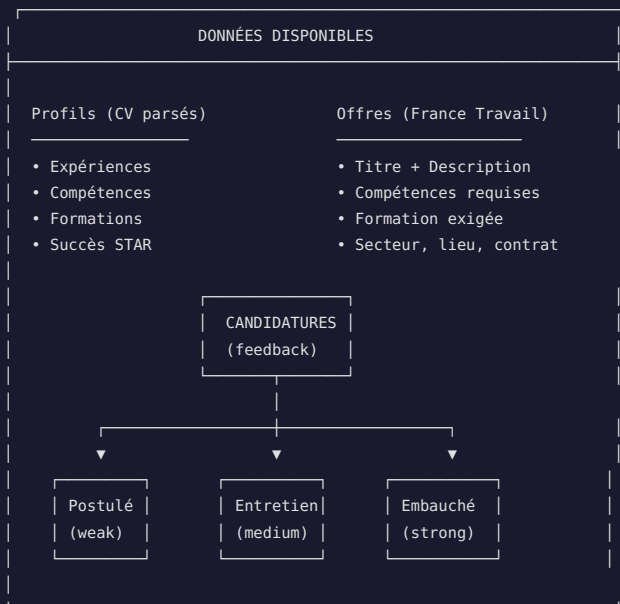 DONNÉES DISPONIBLES
Profils (CV parsés) Offres (France Travail)
• Expériences • Titre + Description
• Compétences • Compétences requises
• Formations • Formation exigée
• Succès STAR • Secteur, lieu, contrat
CANDIDATURES
(feedback)
Postulé Entretien Embauché
(weak) (medium) (strong)